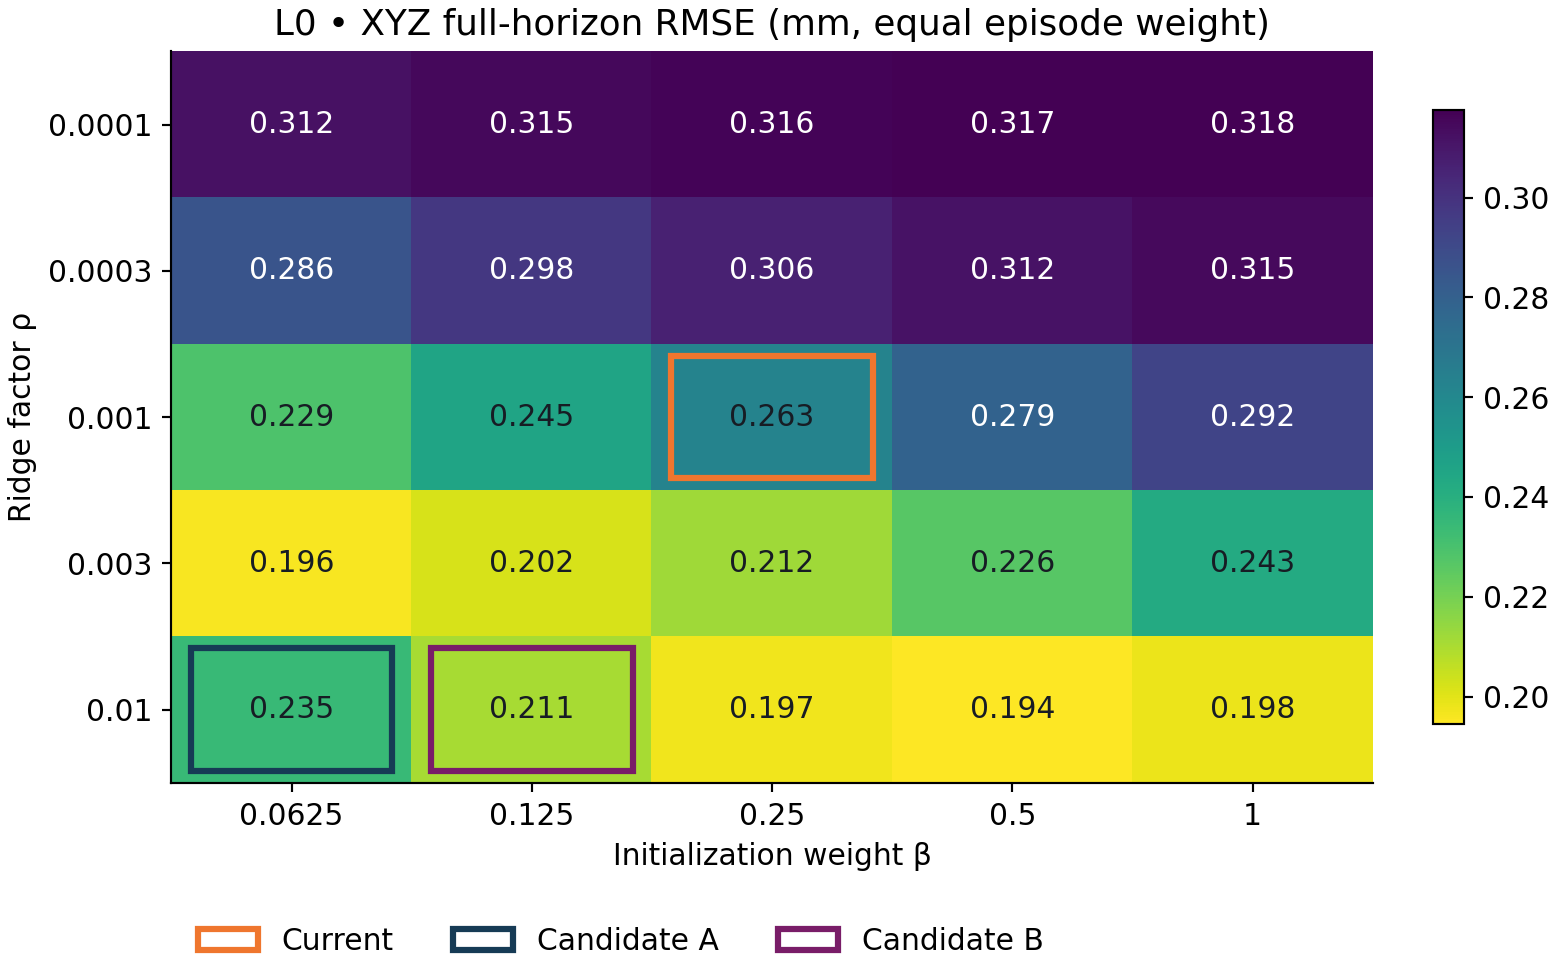 L0 • XYZ full-horizon RMSE (mm, equal episode weight)
Ridge factor ρ
0.0001 0.312 0.315 0.316 0.317 0.318
0.0003 0.286 0.298 0.306 0.312 0.315
0.001 0.229 0.245 0.263 0.279 0.292
0.003 0.196 0.202 0.212 0.226 0.243
0.01 0.235 0.211 0.197 0.194 0.198
0.0625 0.125 0.25 0.5 1
Initialization weight β
0.30
0.28
0.26
0.24
0.22
0.20
Current Candidate A Candidate B